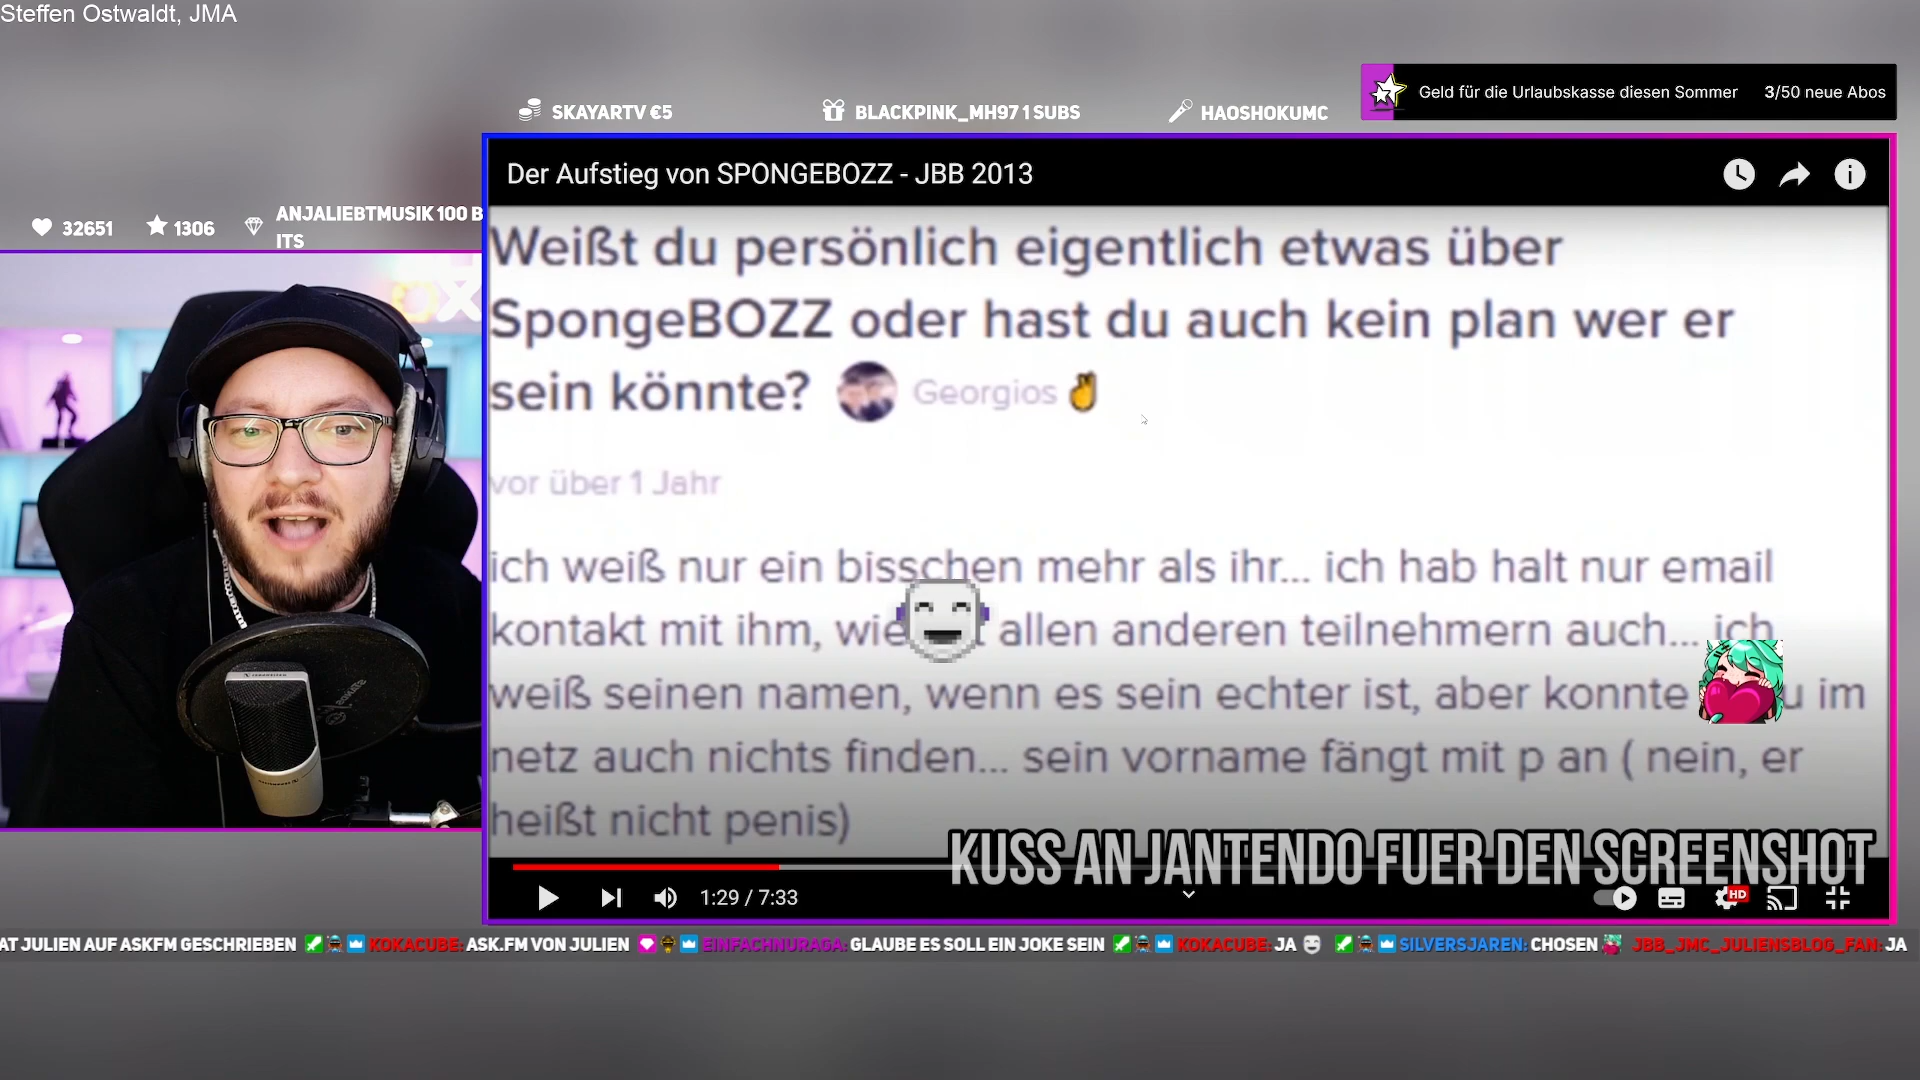 Steffen Ostwaldt, JMA
SKAYARTV €5
BLACKPINK_MH97 1 SUBS
HAOSHOKUMC
Geld für die Urlaubskasse diesen Sommer 3/50 neue Abos
32651
1306
ANJALIEBTMUSIK 100 B
ITS
Der Aufstieg von SPONGEBOZZ - JBB 2013
Weißt du persönlich eigentlich etwas über
SpongeBOZZ oder hast du auch kein plan wer er
sein könnte? Georgios
vor über 1 Jahr
ich weiß nur ein bisschen mehr als ihr... ich hab halt nur email
kontakt mit ihm, wie allen anderen teilnehmern auch... ich
weiß seinen namen, wenn es sein echter ist, aber konnte im
netz auch nichts finden... sein vorname fängt mit p an ( nein, er
heißt nicht penis)
KUSS AN JANTENDO FUER DEN SCREENSHOT
1:29 / 7:33
HD
AT JULIEN AUF ASKFM GESCHRIEBEN KOKACUBE: ASK.FM VON JULIEN EINFACHNURAGA: GLAUBE ES SOLL EIN JOKE SEIN KOKACUBE: JA SILVERSJAREN: CHOSEN JBB_JMC_JULIENSBLOG_FAN: JA